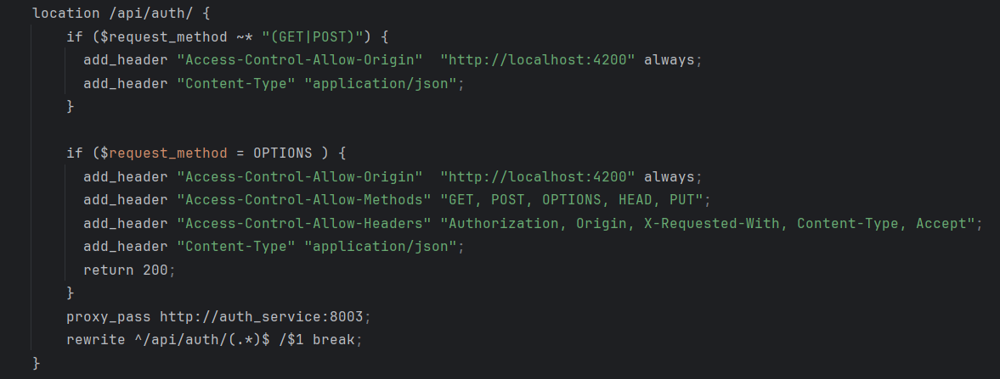 location /api/auth/ {
    if ($request_method ~* "(GET|POST)") {
      add_header "Access-Control-Allow-Origin"  "http://localhost:4200" always;
      add_header "Content-Type" "application/json";
    }

    if ($request_method = OPTIONS ) {
      add_header "Access-Control-Allow-Origin"  "http://localhost:4200" always;
      add_header "Access-Control-Allow-Methods" "GET, POST, OPTIONS, HEAD, PUT";
      add_header "Access-Control-Allow-Headers" "Authorization, Origin, X-Requested-With, Content-Type, Accept";
      add_header "Content-Type" "application/json";
      return 200;
    }
    proxy_pass http://auth_service:8003;
    rewrite ^/api/auth/(.*)$ /$1 break;
}